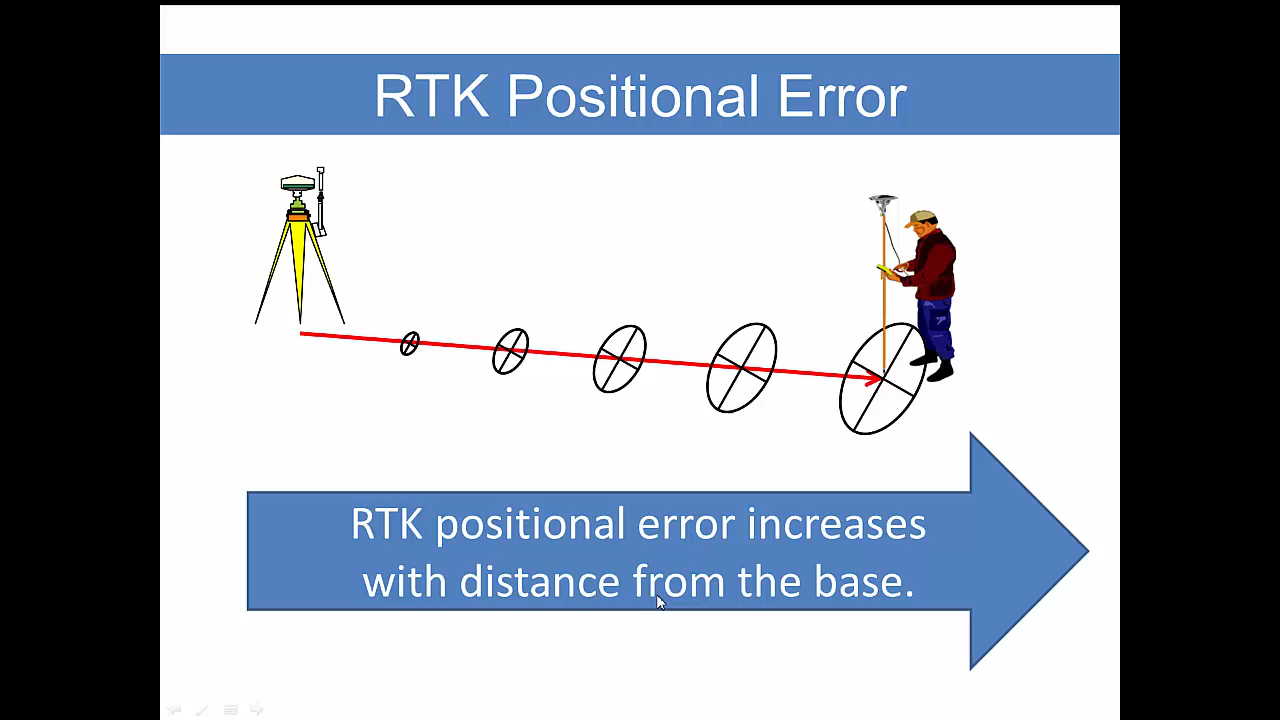 RTK Positional Error
RTK positional error increases
with distance from the base.